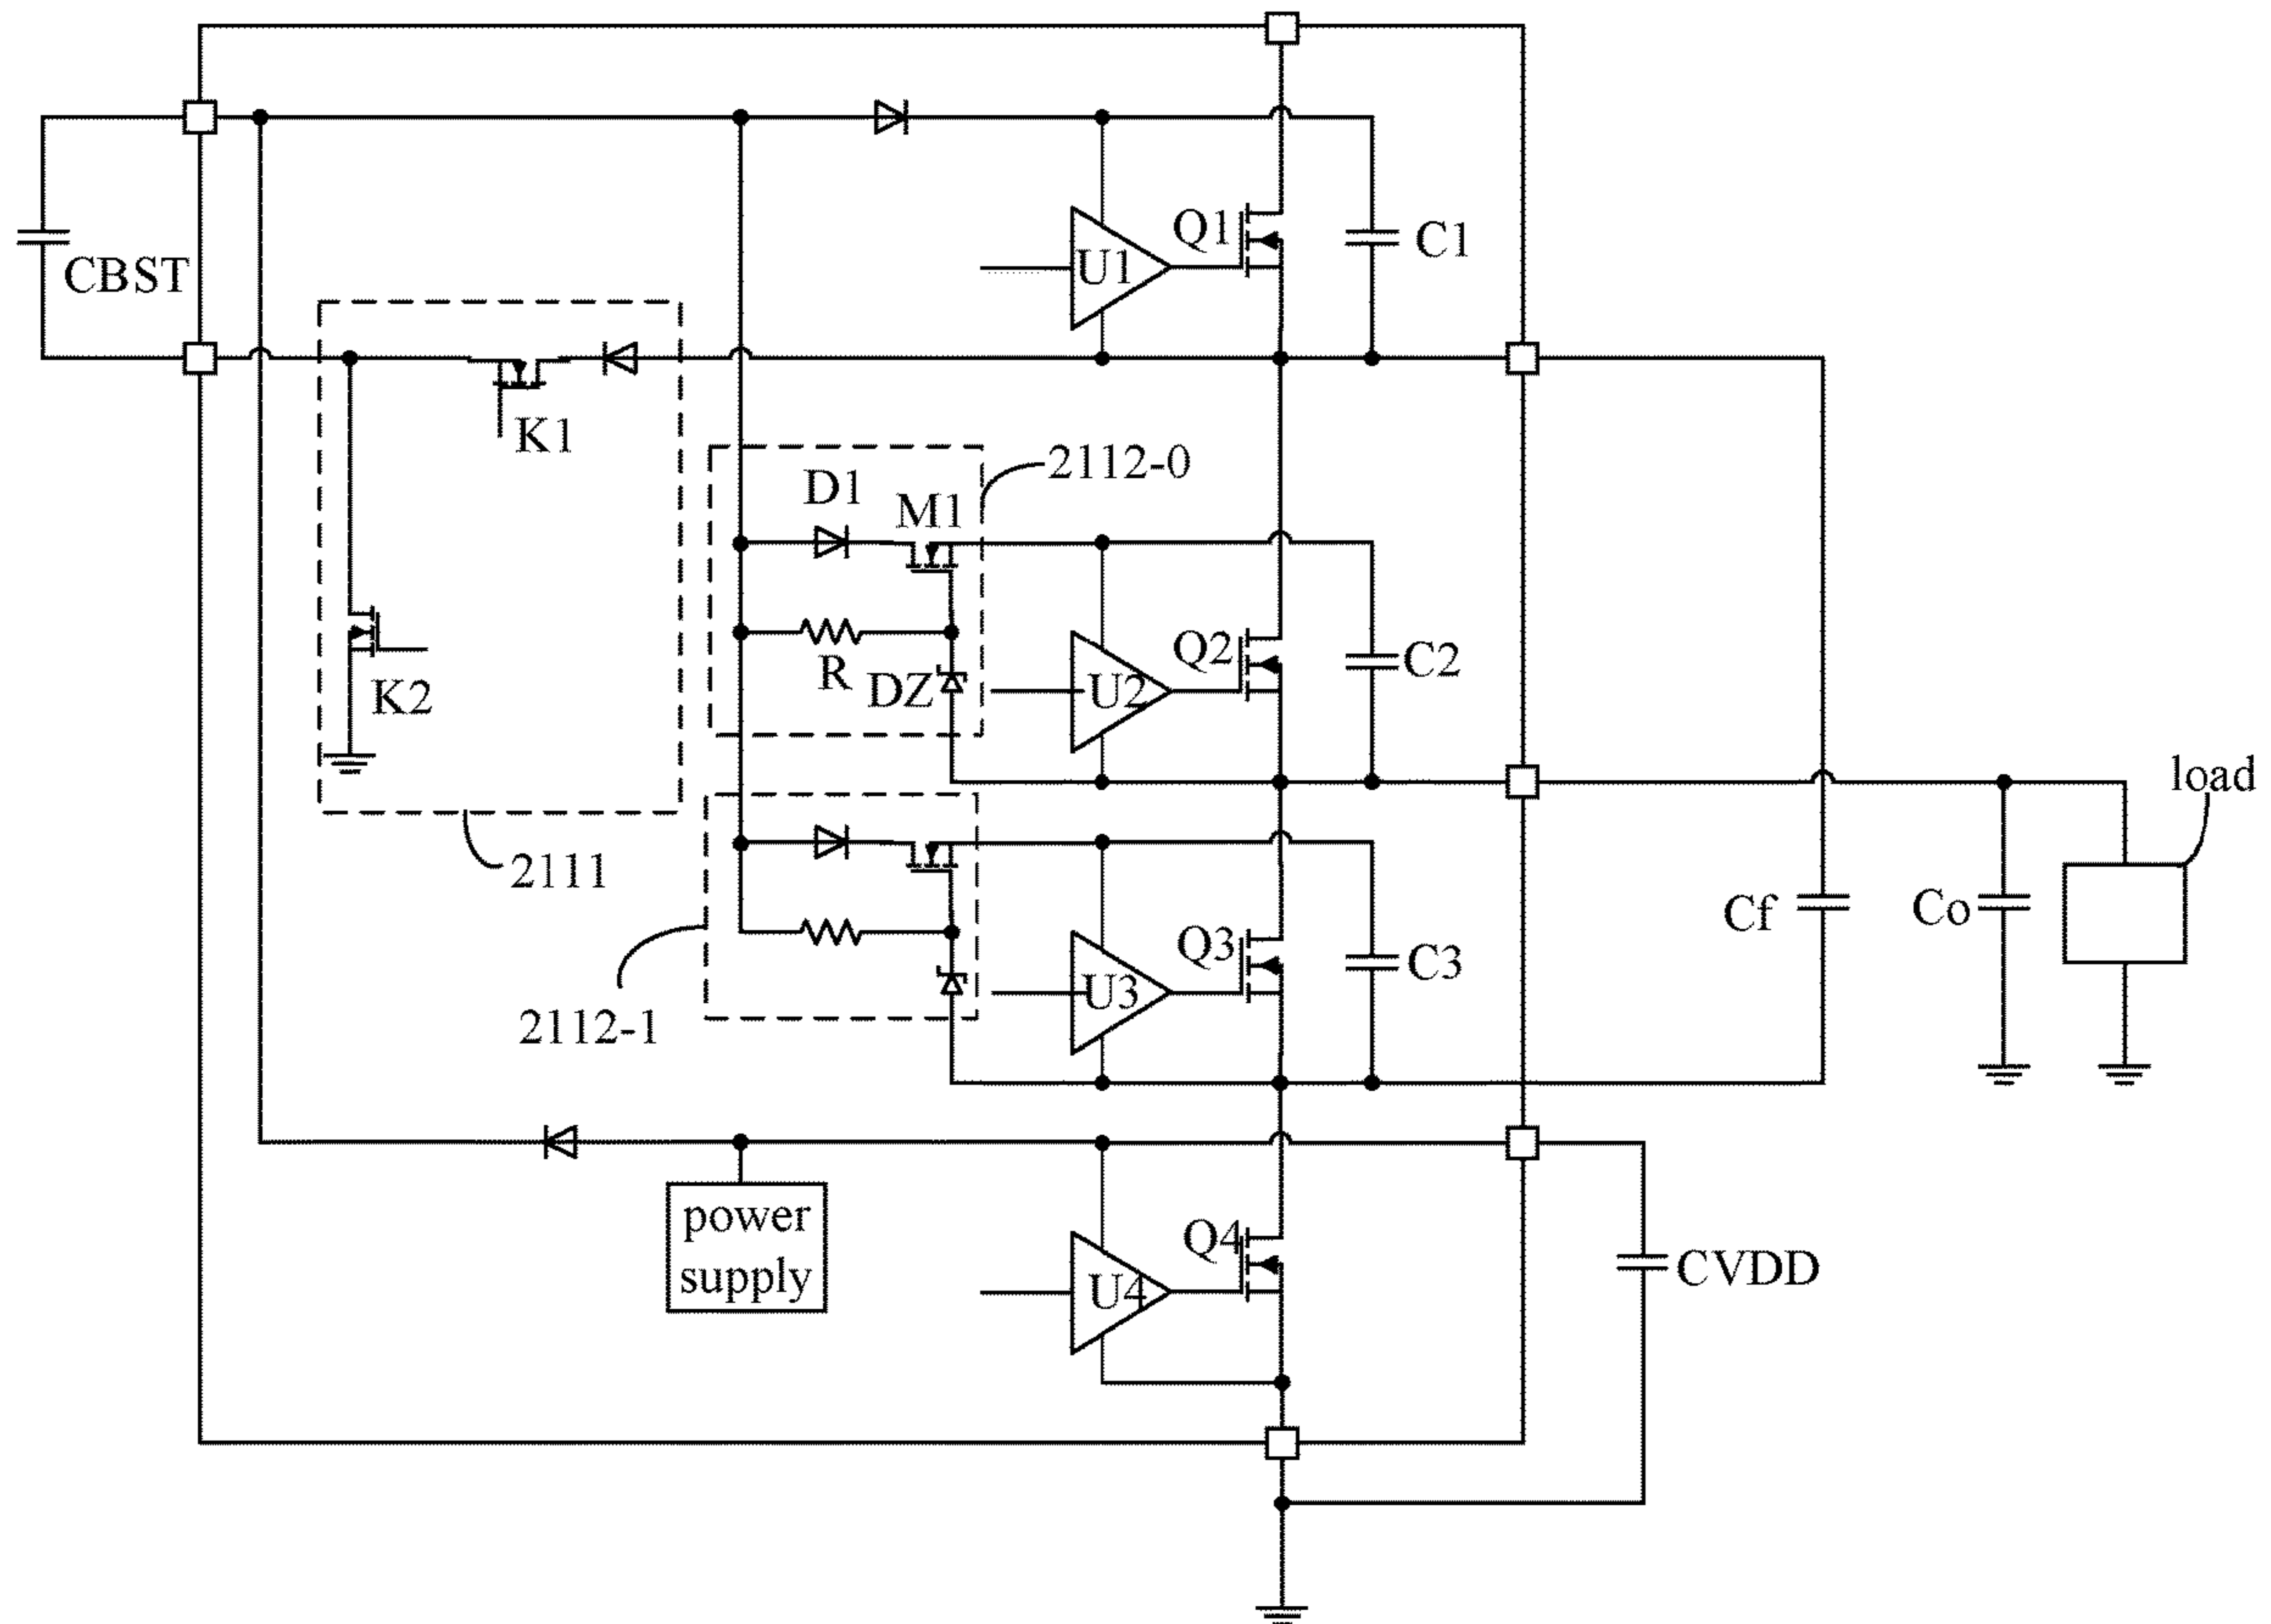 Q1
C1
U1
CBST
K1
2112-0
D1
M1
Q2
C2
R
DZ
U2
K2
load
2111
Cf
Co
Q3
C3
U3
2112-1
power
supply
Q4
U4
CVDD